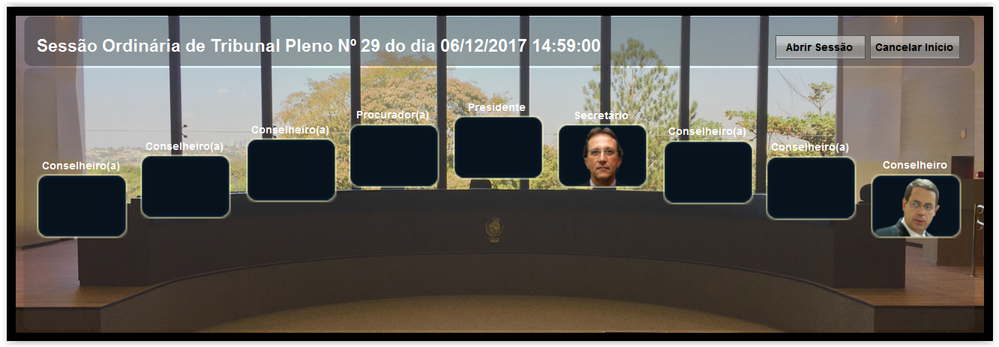 Sessão Ordinária de Tribunal Pleno Nº 29 do dia 06/12/2017 14:59:00
Abrir Sessão
Cancelar Início
Conselheiro(a)
Conselheiro(a)
Conselheiro(a)
Procurador(a)
Presidente
Secretário
Conselheiro(a)
Conselheiro(a)
Conselheiro